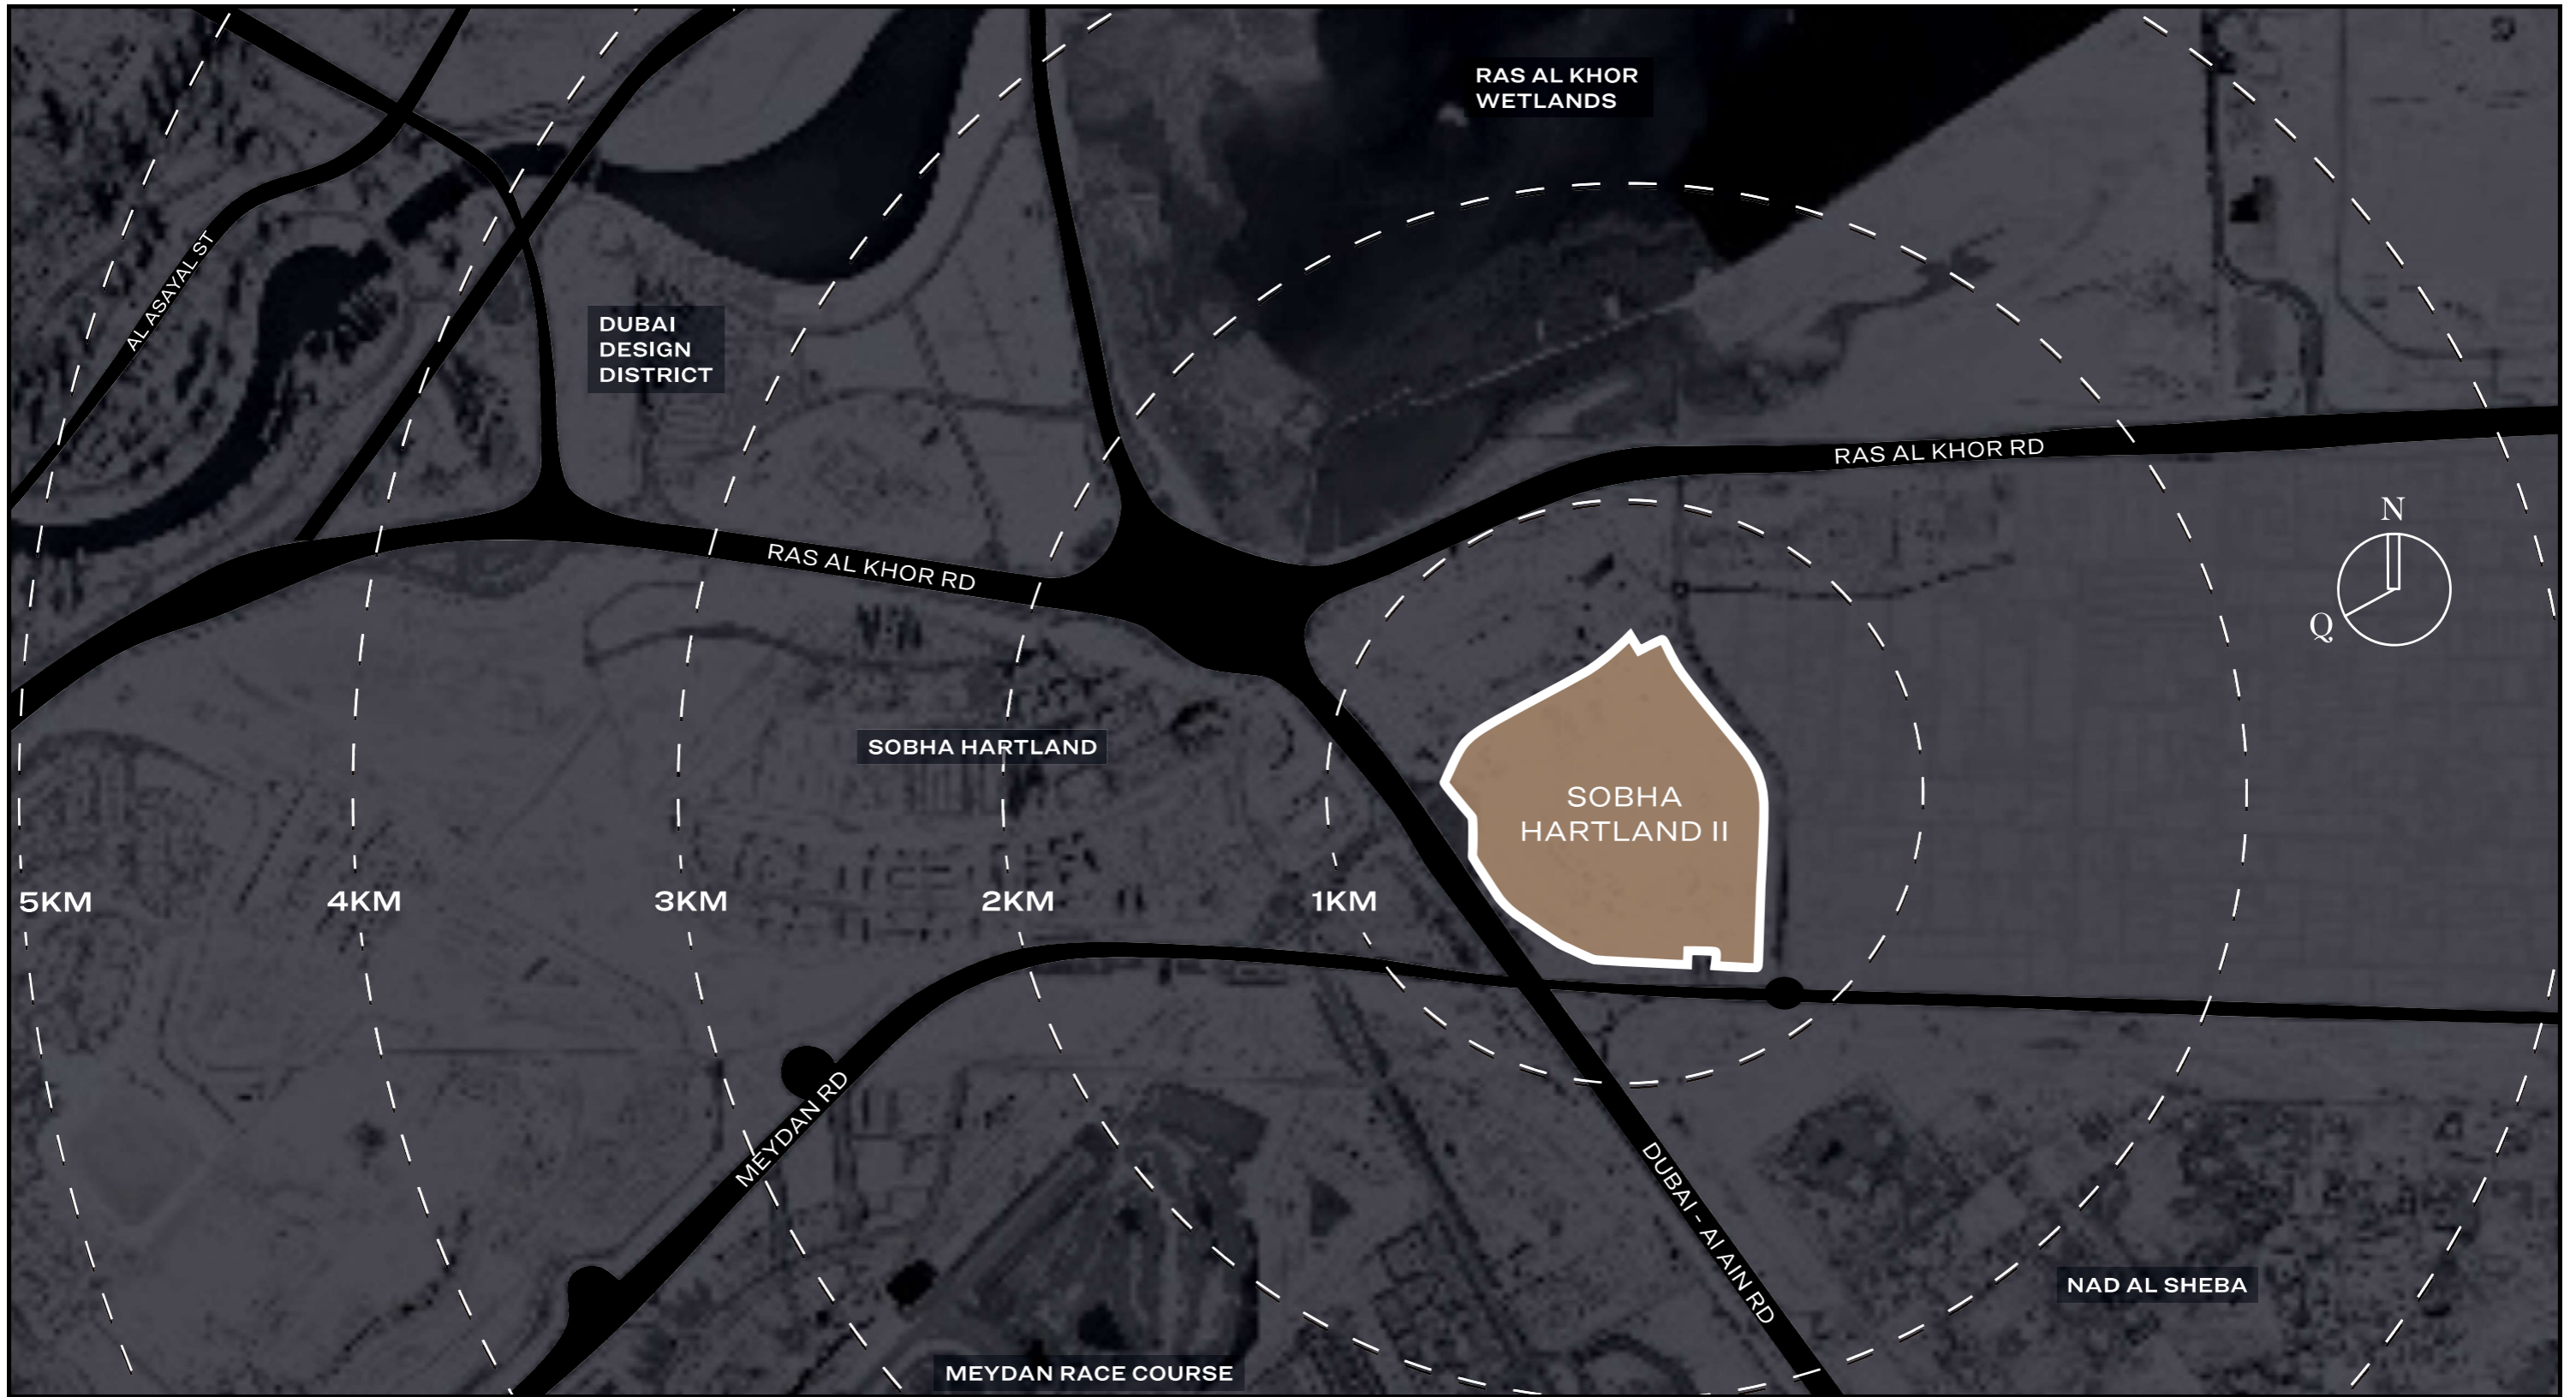 RAS AL KHOR
WETLANDS
AL ASAYAL ST
DUBAI
DESIGN
DISTRICT
RAS AL KHOR RD
N
Q
RAS AL KHOR RD
SOBHA HARTLAND
SOBHA
HARTLAND II
5KM
4KM
3KM
2KM
1KM
MEYDAN RD
DUBAI - AI AIN RD
NAD AL SHEBA
MEYDAN RACE COURSE